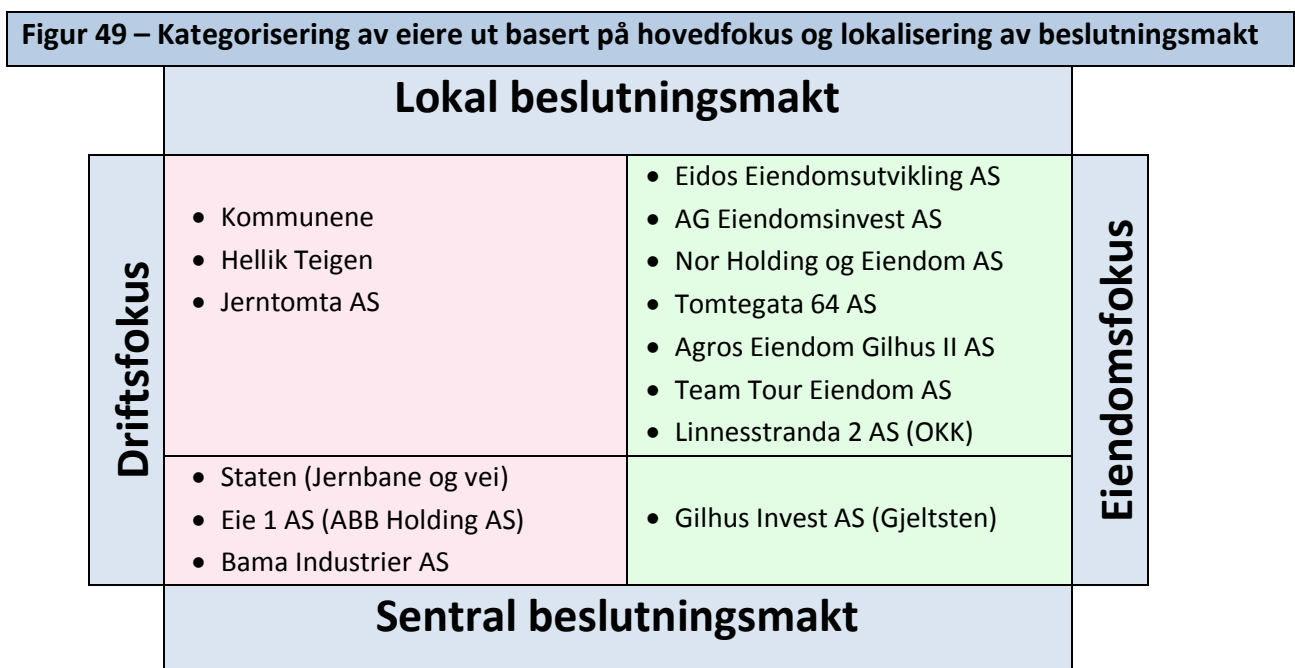 Figur 49 – Kategorisering av eiere ut basert på hovedfokus og lokalisering av beslutningsmakt
Lokal beslutningsmakt
Driftsfokus
• Kommunene
• Hellik Teigen
• Jerntomta AS
• Eidos Eiendomsutvikling AS
• AG Eiendomsinvest AS
• Nor Holding og Eiendom AS
• Tomtegata 64 AS
• Agros Eiendom Gilhus II AS
• Team Tour Eiendom AS
• Linnesstranda 2 AS (OKK)
Eiendomsfokus
• Staten (Jernbane og vei)
• Eie 1 AS (ABB Holding AS)
• Bama Industrier AS
• Gilhus Invest AS (Gjeltsten)
Sentral beslutningsmakt